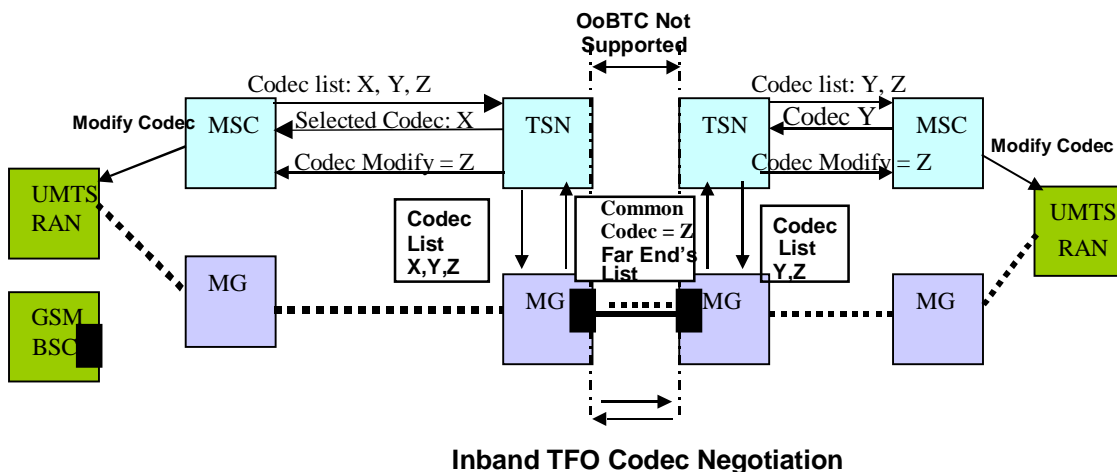 OoBTC Not
Supported
Codec list: X, Y, Z
Codec list: Y, Z
Modify Codec
MSC
Selected Codec: X
TSN
TSN
Codec Y
MSC
Modify Codec
Codec Modify = Z
Codec Modify = Z
UMTS
RAN
Codec
List
X,Y,Z
Common
Codec = Z
Far End's
List
Codec
List
Y,Z
UMTS
RAN
MG
MG
MG
MG
GSM
BSC
Inband TFO Codec Negotiation